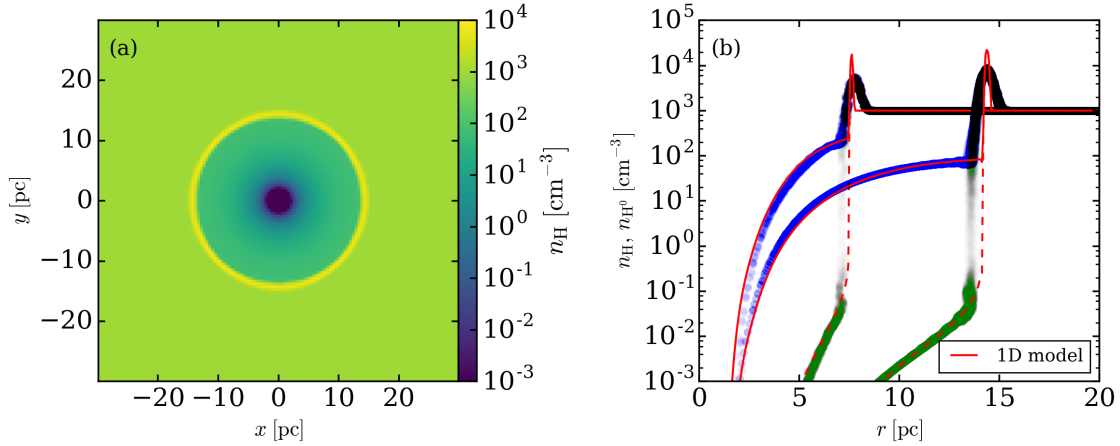 (a)
20
10
0
−10
−20
y [pc]
−20 −10 0 10 20
x [pc]
10^4
10^3
10^2
10^1
10^0
10^-1
10^-2
10^-3
n_H [cm^−3]
(b)
10^5
10^4
10^3
10^2
10^1
10^0
10^-1
10^-2
10^-3
n_H, n_H^0 [cm^−3]
1D model
0 5 10 15 20
r [pc]